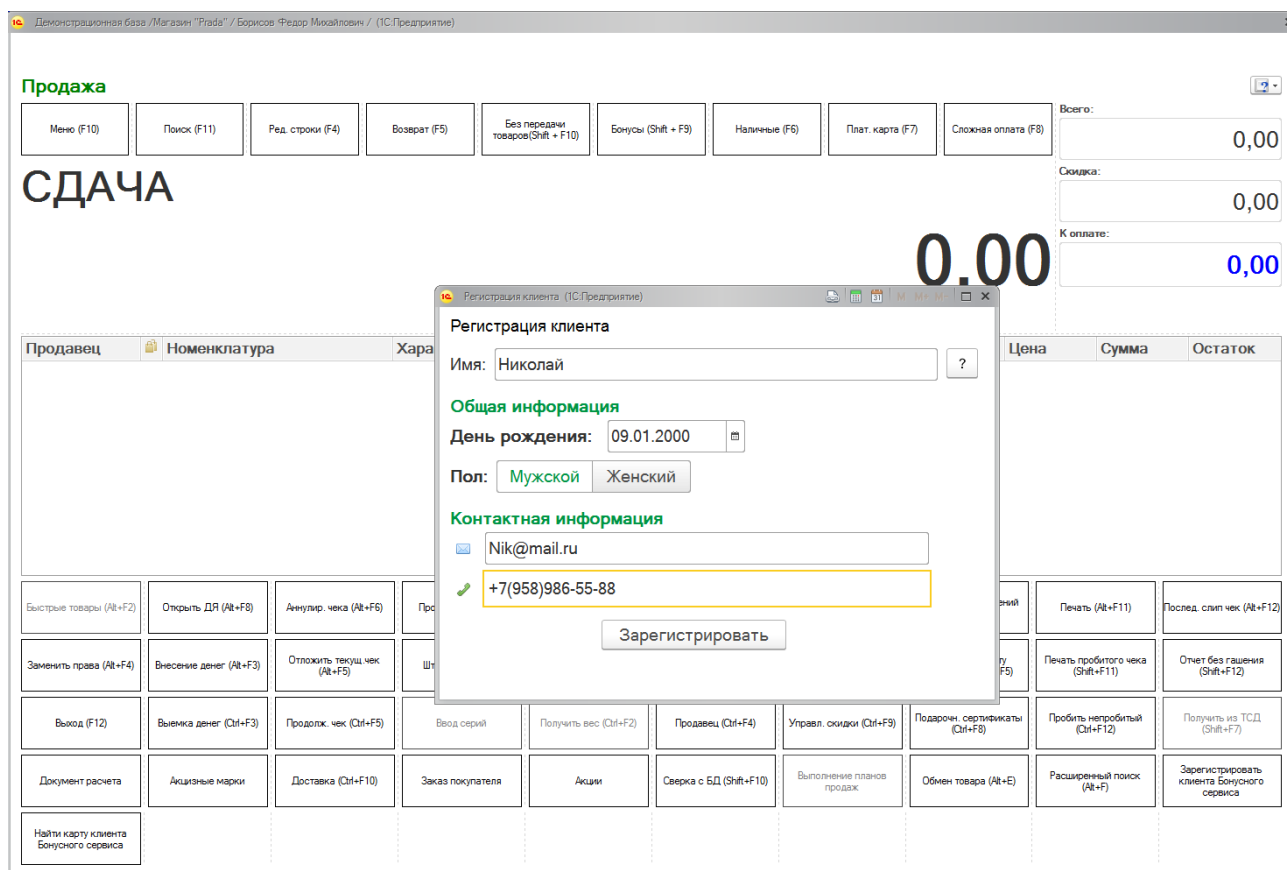 Демонстрационная база /Магазин "Prada" / Борисов Федор Михайлович / (1С:Предприятие)
Продажа
Меню (F10)
Поиск (F11)
Ред. строки (F4)
Возврат (F5)
Без передачи
товаров(Shift + F10)
Бонусы (Shift + F9)
Наличные (F6)
Плат. карта (F7)
Сложная оплата (F8)
Всего:
0,00
СДАЧА
Скидка:
0,00
0,00
К оплате:
0,00
Регистрация клиента (1С:Предприятие)
M M+ M-
Регистрация клиента
Имя: Николай ?
Общая информация
День рождения: 09.01.2000
Пол: Мужской Женский
Контактная информация
Nik@mail.ru
+7(958)986-55-88
Зарегистрировать
Продавец Номенклатура Хара Цена Сумма Остаток
Быстрые товары (Alt+F2)
Открыть ДЯ (Alt+F8)
Аннулир. чека (Alt+F6)
Про
ений
Печать (Alt+F11)
Послед. слип чек (Alt+F12)
Заменить права (Alt+F4)
Внесение денег (Alt+F3)
Отложить текущ.чек
(Alt+F5)
Шт
ту
F5)
Печать пробитого чека
(Shift+F11)
Отчет без гашения
(Shift+F12)
Выход (F12)
Выемка денег (Ctrl+F3)
Продолж. чек (Ctrl+F5)
Ввод серий
Получить вес (Ctrl+F2)
Продавец (Ctrl+F4)
Управл. скидки (Ctrl+F9)
Подарочн. сертификаты
(Ctrl+F8)
Пробить непробитый
(Ctrl+F12)
Получить из ТСД
(Shift+F7)
Документ расчета
Акцизные марки
Доставка (Ctrl+F10)
Заказ покупателя
Акции
Сверка с БД (Shift+F10)
Выполнение планов
продаж
Обмен товара (Alt+E)
Расширенный поиск
(Alt+F)
Зарегистрировать
клиента Бонусного
сервиса
Найти карту клиента
Бонусного сервиса